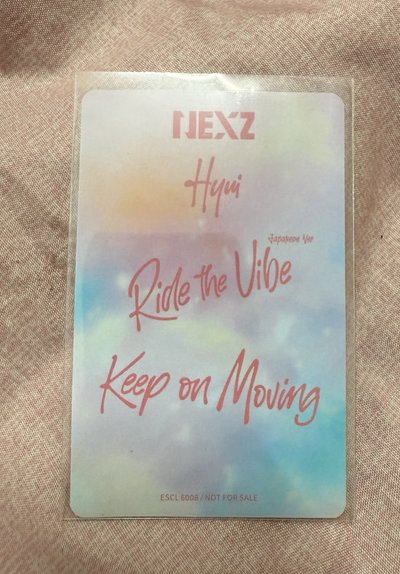 NEXZ
Hyui
Japanese Ver
Ride the Vibe
Keep on Moving
ESCL 6008 / NOT FOR SALE